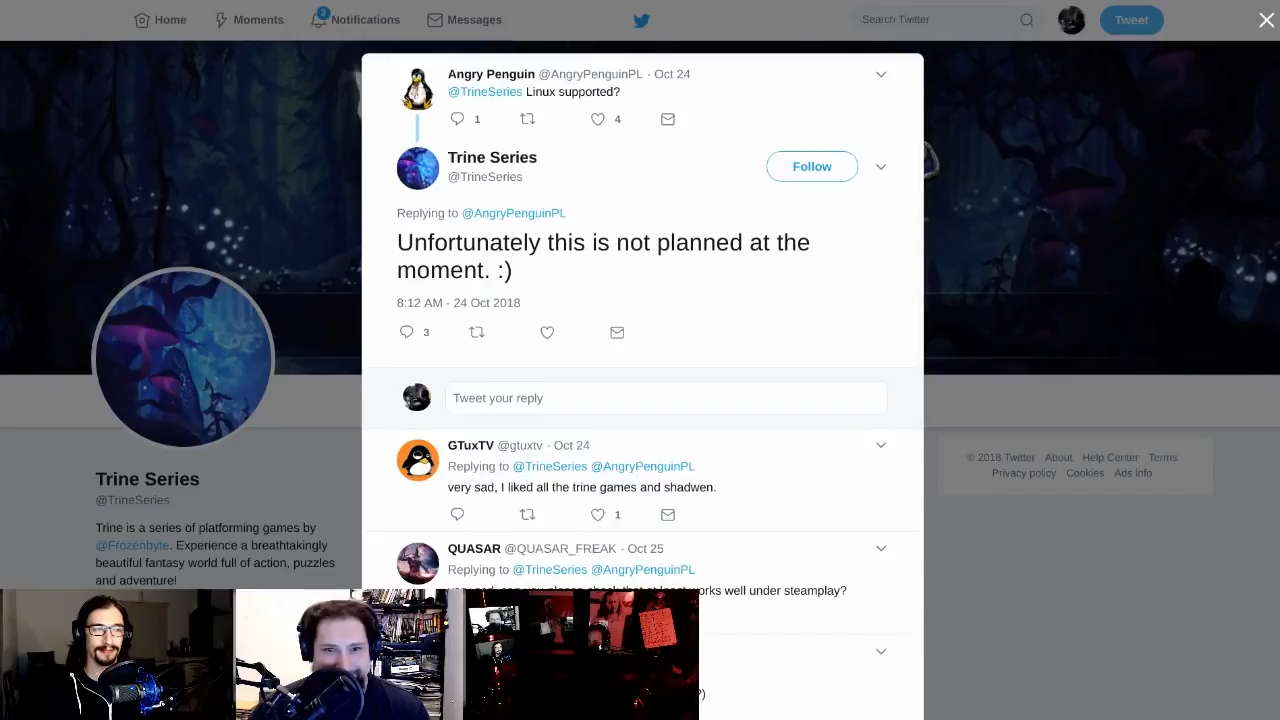 Home
Moments
3
Notifications
Messages
Search Twitter
Tweet
Angry Penguin @AngryPenguinPL · Oct 24
@TrineSeries Linux supported?
1
4
Trine Series
@TrineSeries
Follow
Replying to @AngryPenguinPL
Unfortunately this is not planned at the
moment. :)
8:12 AM - 24 Oct 2018
3
Tweet your reply
GTuxTV @gtuxtv · Oct 24
Replying to @TrineSeries @AngryPenguinPL
very sad, I liked all the trine games and shadwen.
1
QUASAR @QUASAR_FREAK · Oct 25
Replying to @TrineSeries @AngryPenguinPL
works well under steamplay?
?)
Trine Series
@TrineSeries
Trine is a series of platforming games by
@Frozenbyte. Experience a breathtakingly
beautiful fantasy world full of action, puzzles
and adventure!
© 2018 Twitter About Help Center Terms
Privacy policy Cookies Ads info